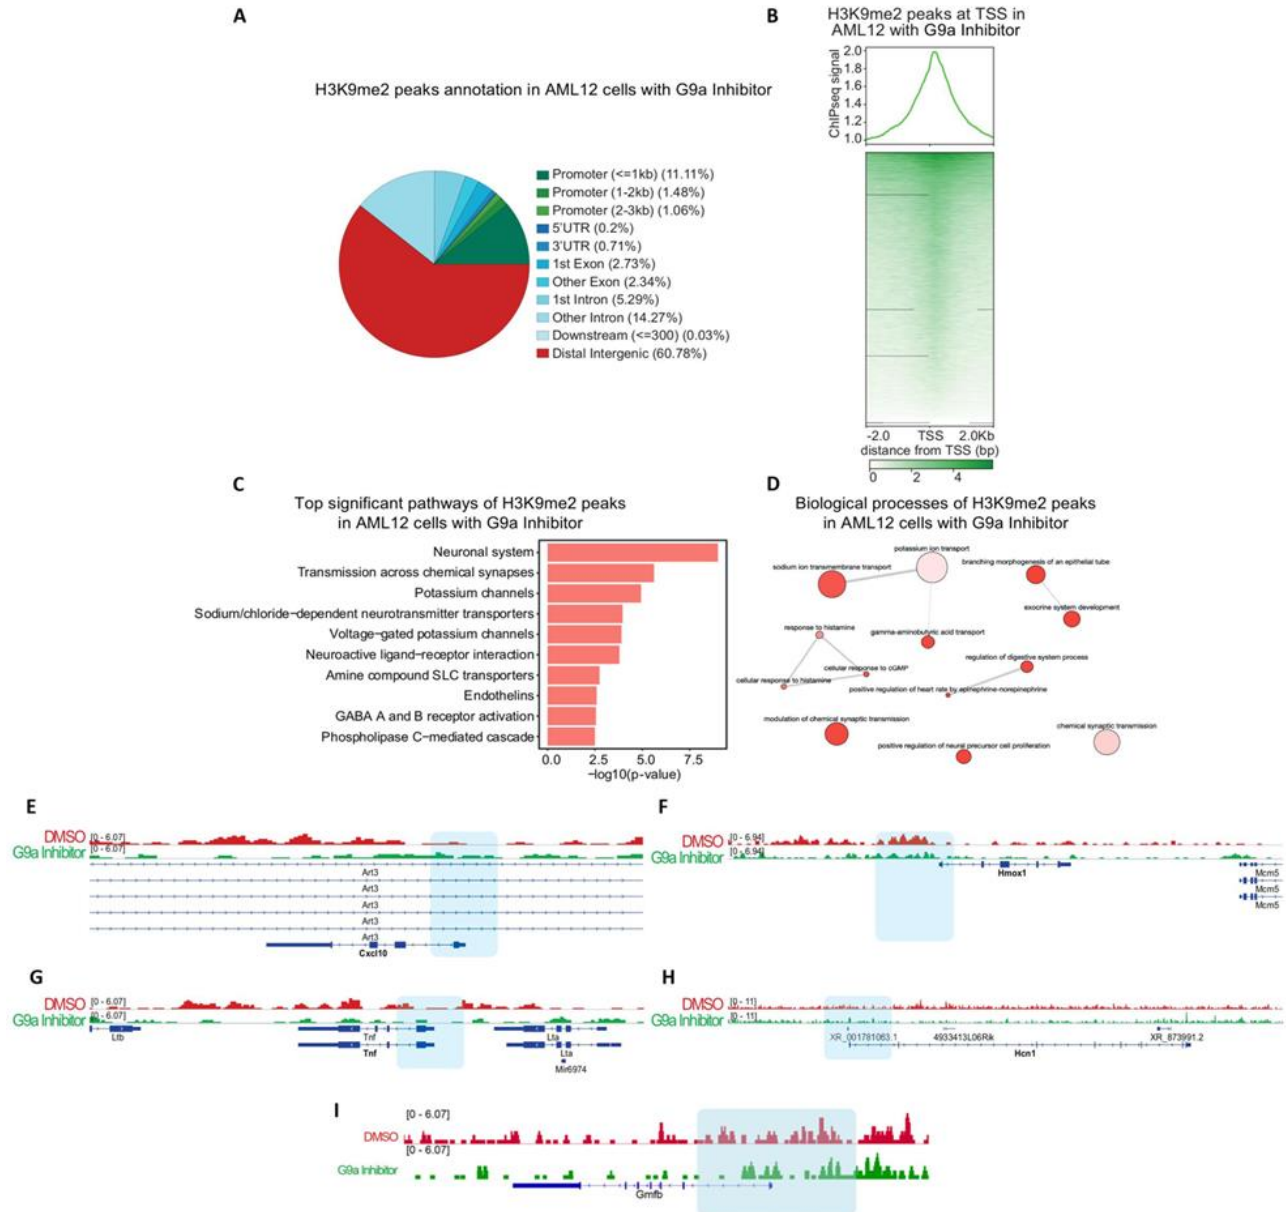 A
H3K9me2 peaks annotation in AML12 cells with G9a Inhibitor
Promoter (<=1kb) (11.11%)
Promoter (1-2kb) (1.48%)
Promoter (2-3kb) (1.06%)
5'UTR (0.2%)
3'UTR (0.71%)
1st Exon (2.73%)
Other Exon (2.34%)
1st Intron (5.29%)
Other Intron (14.27%)
Downstream (<=300) (0.03%)
Distal Intergenic (60.78%)
B
H3K9me2 peaks at TSS in
AML12 with G9a Inhibitor
ChIPseq signal
2.0
1.8
1.6
1.4
1.2
1.0
-2.0 TSS 2.0Kb
distance from TSS (bp)
0 2 4
C
Top significant pathways of H3K9me2 peaks
in AML12 cells with G9a Inhibitor
Neuronal system
Transmission across chemical synapses
Potassium channels
Sodium/chloride-dependent neurotransmitter transporters
Voltage-gated potassium channels
Neuroactive ligand-receptor interaction
Amine compound SLC transporters
Endothelins
GABA A and B receptor activation
Phospholipase C-mediated cascade
0.0 2.5 5.0 7.5
-log10(p-value)
D
Biological processes of H3K9me2 peaks
in AML12 cells with G9a Inhibitor
potassium ion transport
sodium ion transmembrane transport
branching morphogenesis of an epithelial tube
exocrine system development
response to histamine
gamma-aminobutyric acid transport
regulation of digestive system process
cellular response to cGMP
cellular response to histamine
positive regulation of heart rate by epinephrine-norepinephrine
modulation of chemical synaptic transmission
chemical synaptic transmission
positive regulation of neural precursor cell proliferation
E
DMSO [0 - 6.07]
G9a Inhibitor [0 - 6.07]
Art3
Art3
Art3
Art3
Art3
Cxcl10
F
DMSO [0 - 6.94]
G9a Inhibitor [0 - 6.94]
Hmox1
Mcm5
Mcm5
Mcm5
G
DMSO [0 - 6.07]
G9a Inhibitor [0 - 6.07]
Ltb Tnf Lta
Tnf Lta
Mir6974
H
DMSO [0 - 11]
G9a Inhibitor [0 - 11]
XR_001781063.1 4933413L06Rik XR_873991.2
Hcn1
I
[0 - 6.07]
DMSO
[0 - 6.07]
G9a Inhibitor
Gmfb